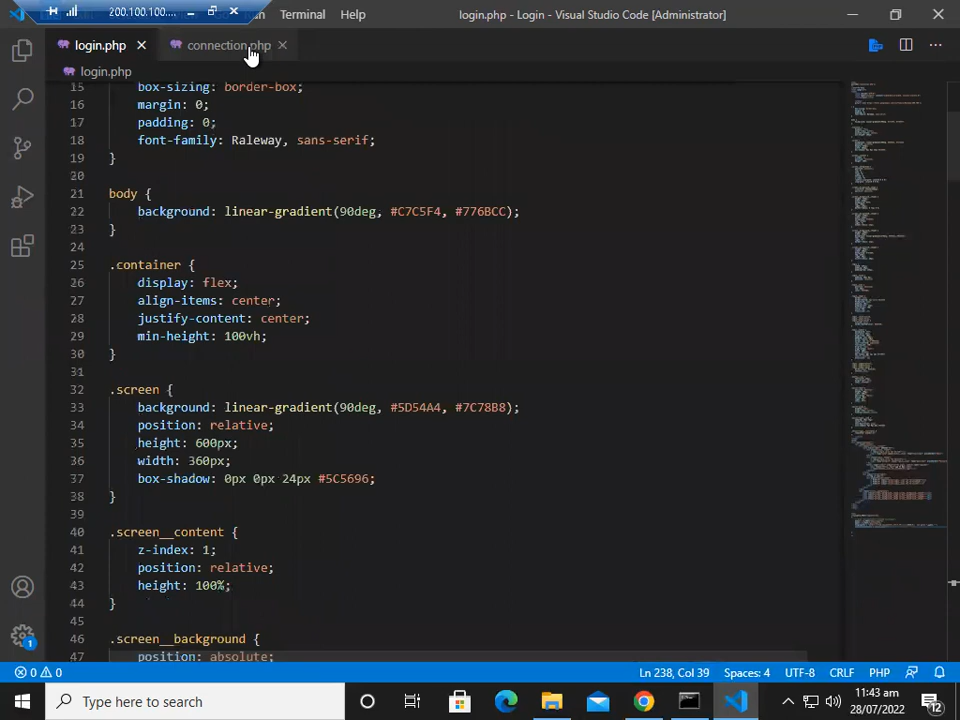 200.100.100....
Run
Terminal
Help
login.php - Login - Visual Studio Code [Administrator]
login.php
connection.php
login.php
15 box-sizing: border-box;
16 margin: 0;
17 padding: 0;
18 font-family: Raleway, sans-serif;
19 }
20
21 body {
22 background: linear-gradient(90deg, #C7C5F4, #776BCC);
23 }
24
25 .container {
26 display: flex;
27 align-items: center;
28 justify-content: center;
29 min-height: 100vh;
30 }
31
32 .screen {
33 background: linear-gradient(90deg, #5D54A4, #7C78B8);
34 position: relative;
35 height: 600px;
36 width: 360px;
37 box-shadow: 0px 0px 24px #5C5696;
38 }
39
40 .screen__content {
41 z-index: 1;
42 position: relative;
43 height: 100%;
44 }
45
46 .screen__background {
47 position: absolute;
1
0 0
Ln 238, Col 39
Spaces: 4
UTF-8
CRLF
PHP
Type here to search
11:43 am
28/07/2022
12